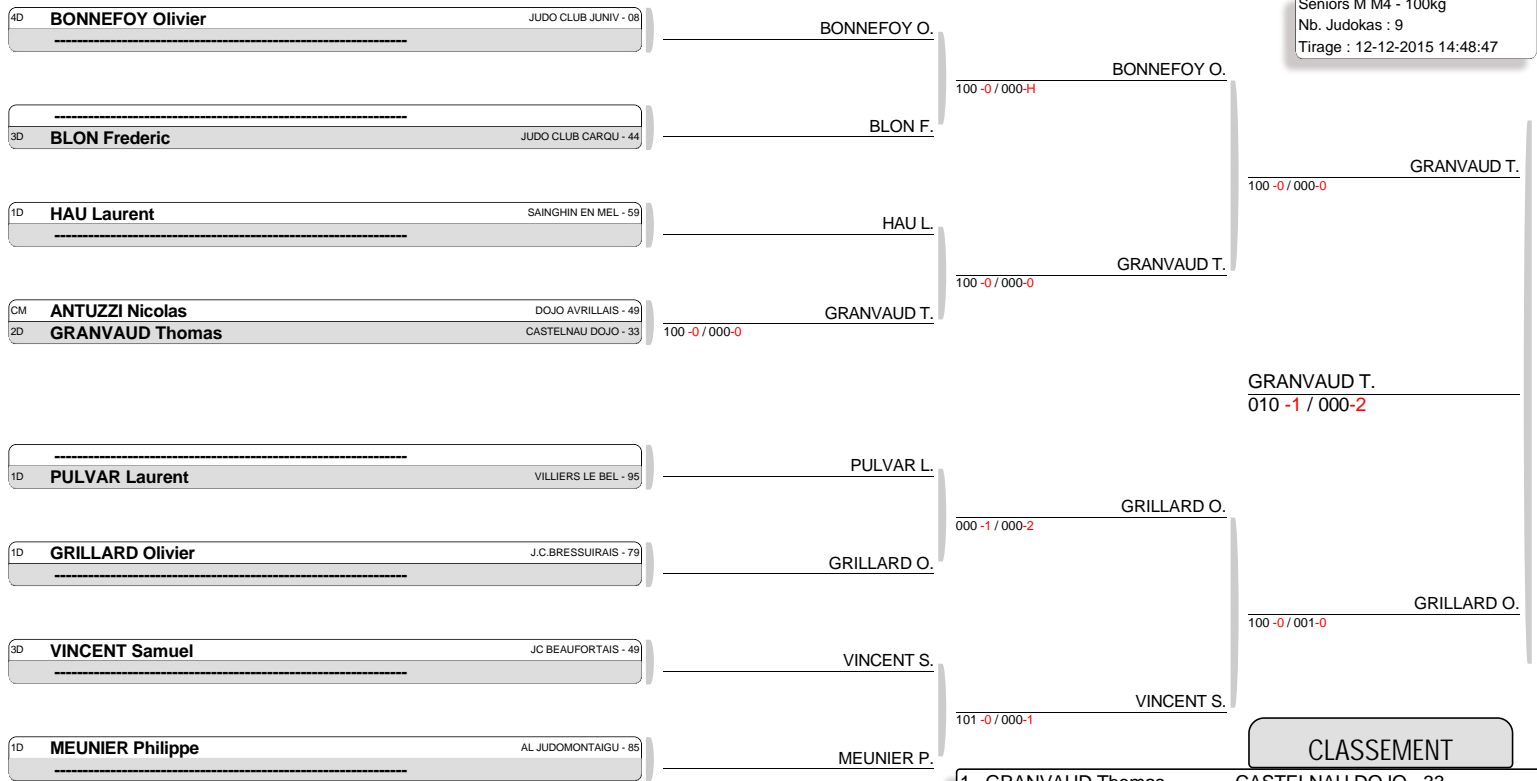 Seniors M M4 - 100kg
Nb. Judokas : 9
Tirage : 12-12-2015 14:48:47
4D BONNEFOY Olivier JUDO CLUB JUNIV - 08
BONNEFOY O.
BONNEFOY O.
100 -0 / 000-H
3D BLON Frederic JUDO CLUB CARQU - 44
BLON F.
GRANVAUD T.
100 -0 / 000-0
1D HAU Laurent SAINGHIN EN MEL - 59
HAU L.
GRANVAUD T.
100 -0 / 000-0
CM ANTUZZI Nicolas DOJO AVRILLAIS - 49
2D GRANVAUD Thomas CASTELNAU DOJO - 33
GRANVAUD T.
100 -0 / 000-0
GRANVAUD T.
010 -1 / 000-2
1D PULVAR Laurent VILLIERS LE BEL - 95
PULVAR L.
GRILLARD O.
000 -1 / 000-2
1D GRILLARD Olivier J.C.BRESSUIRAIS - 79
GRILLARD O.
GRILLARD O.
100 -0 / 001-0
3D VINCENT Samuel JC BEAUFORTAIS - 49
VINCENT S.
VINCENT S.
101 -0 / 000-1
1D MEUNIER Philippe AL JUDOMONTAIGU - 85
MEUNIER P.
CLASSEMENT
1 GRANVAUD Thomas CASTELNAU DOJO